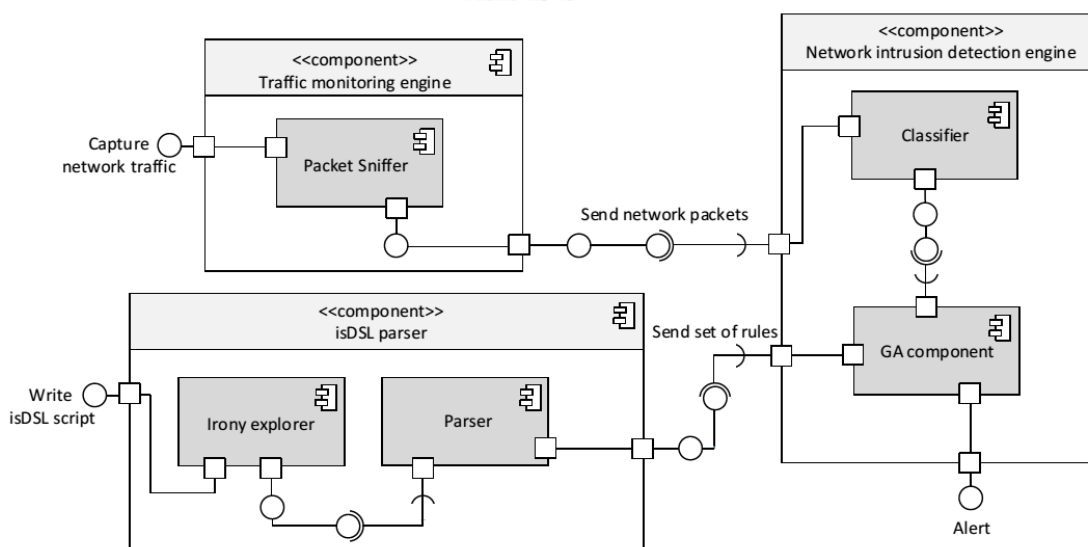 <<component>>
Network intrusion detection engine
<<component>>
Traffic monitoring engine
Capture
network traffic
Packet Sniffer
Classifier
Send network packets
<<component>>
isDSL parser
Send set of rules
GA component
Write
isDSL script
Irony explorer
Parser
Alert